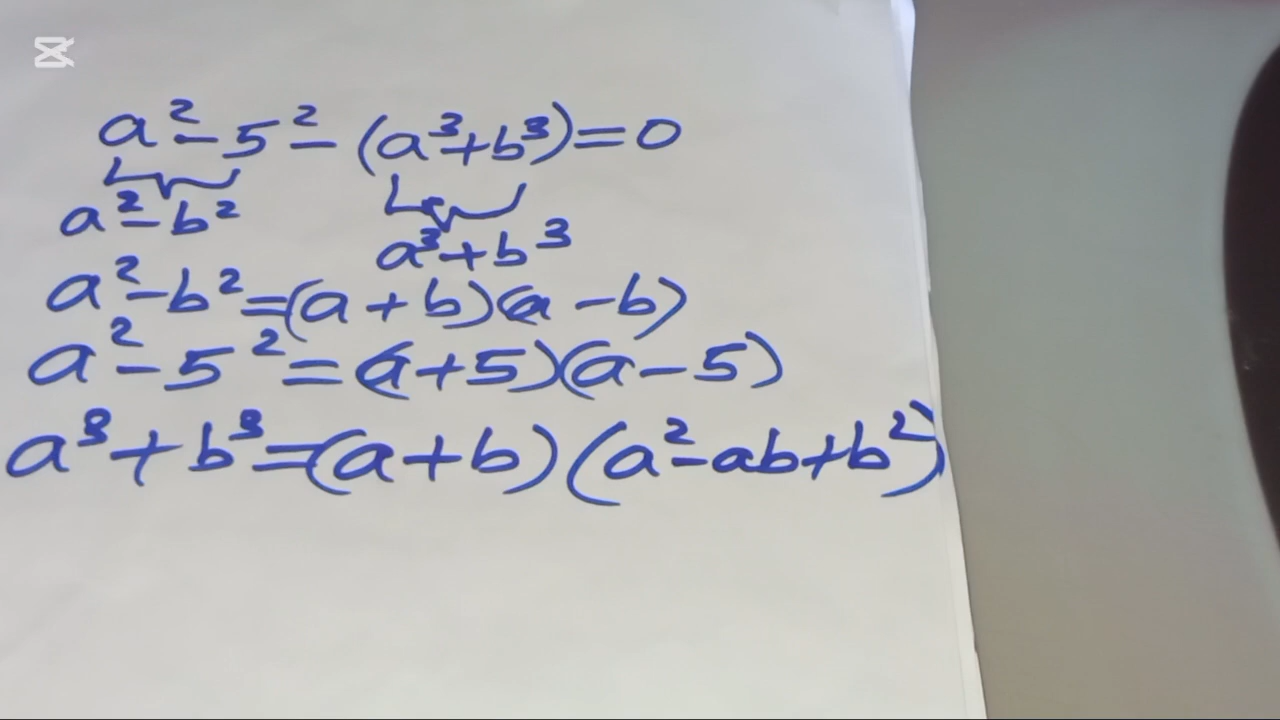 a²-5²-(a³+b³)=0
a²-b²
a³+b³
a²-b²=(a+b)(a-b)
a²-5²=(a+5)(a-5)
a³+b³=(a+b)(a²-ab+b²)